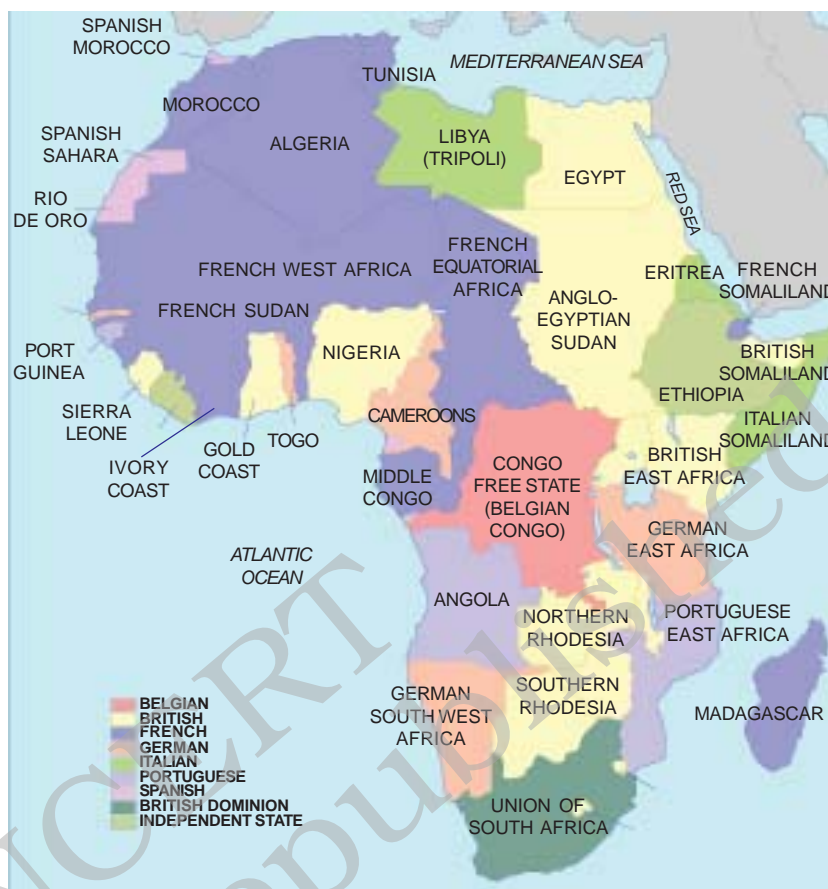 SPANISH
MOROCCO
MEDITERRANEAN SEA
TUNISIA
MOROCCO
SPANISH
SAHARA
ALGERIA
LIBYA
(TRIPOLI)
EGYPT
RIO
DE ORO
RED SEA
FRENCH WEST AFRICA
FRENCH
EQUATORIAL
AFRICA
ERITREA
FRENCH
SOMALILAND
FRENCH SUDAN
ANGLO-
EGYPTIAN
SUDAN
PORT
GUINEA
NIGERIA
BRITISH
SOMALILAND
ETHIOPIA
SIERRA
LEONE
CAMEROONS
ITALIAN
SOMALILAND
IVORY
COAST
GOLD
COAST
TOGO
BRITISH
EAST AFRICA
MIDDLE
CONGO
CONGO
FREE STATE
(BELGIAN
CONGO)
GERMAN
EAST AFRICA
ATLANTIC
OCEAN
ANGOLA
NORTHERN
RHODESIA
PORTUGUESE
EAST AFRICA
GERMAN
SOUTH WEST
AFRICA
SOUTHERN
RHODESIA
MADAGASCAR
BELGIAN
BRITISH
FRENCH
GERMAN
ITALIAN
PORTUGUESE
SPANISH
BRITISH DOMINION
INDEPENDENT STATE
UNION OF
SOUTH AFRICA
NCERT
republished